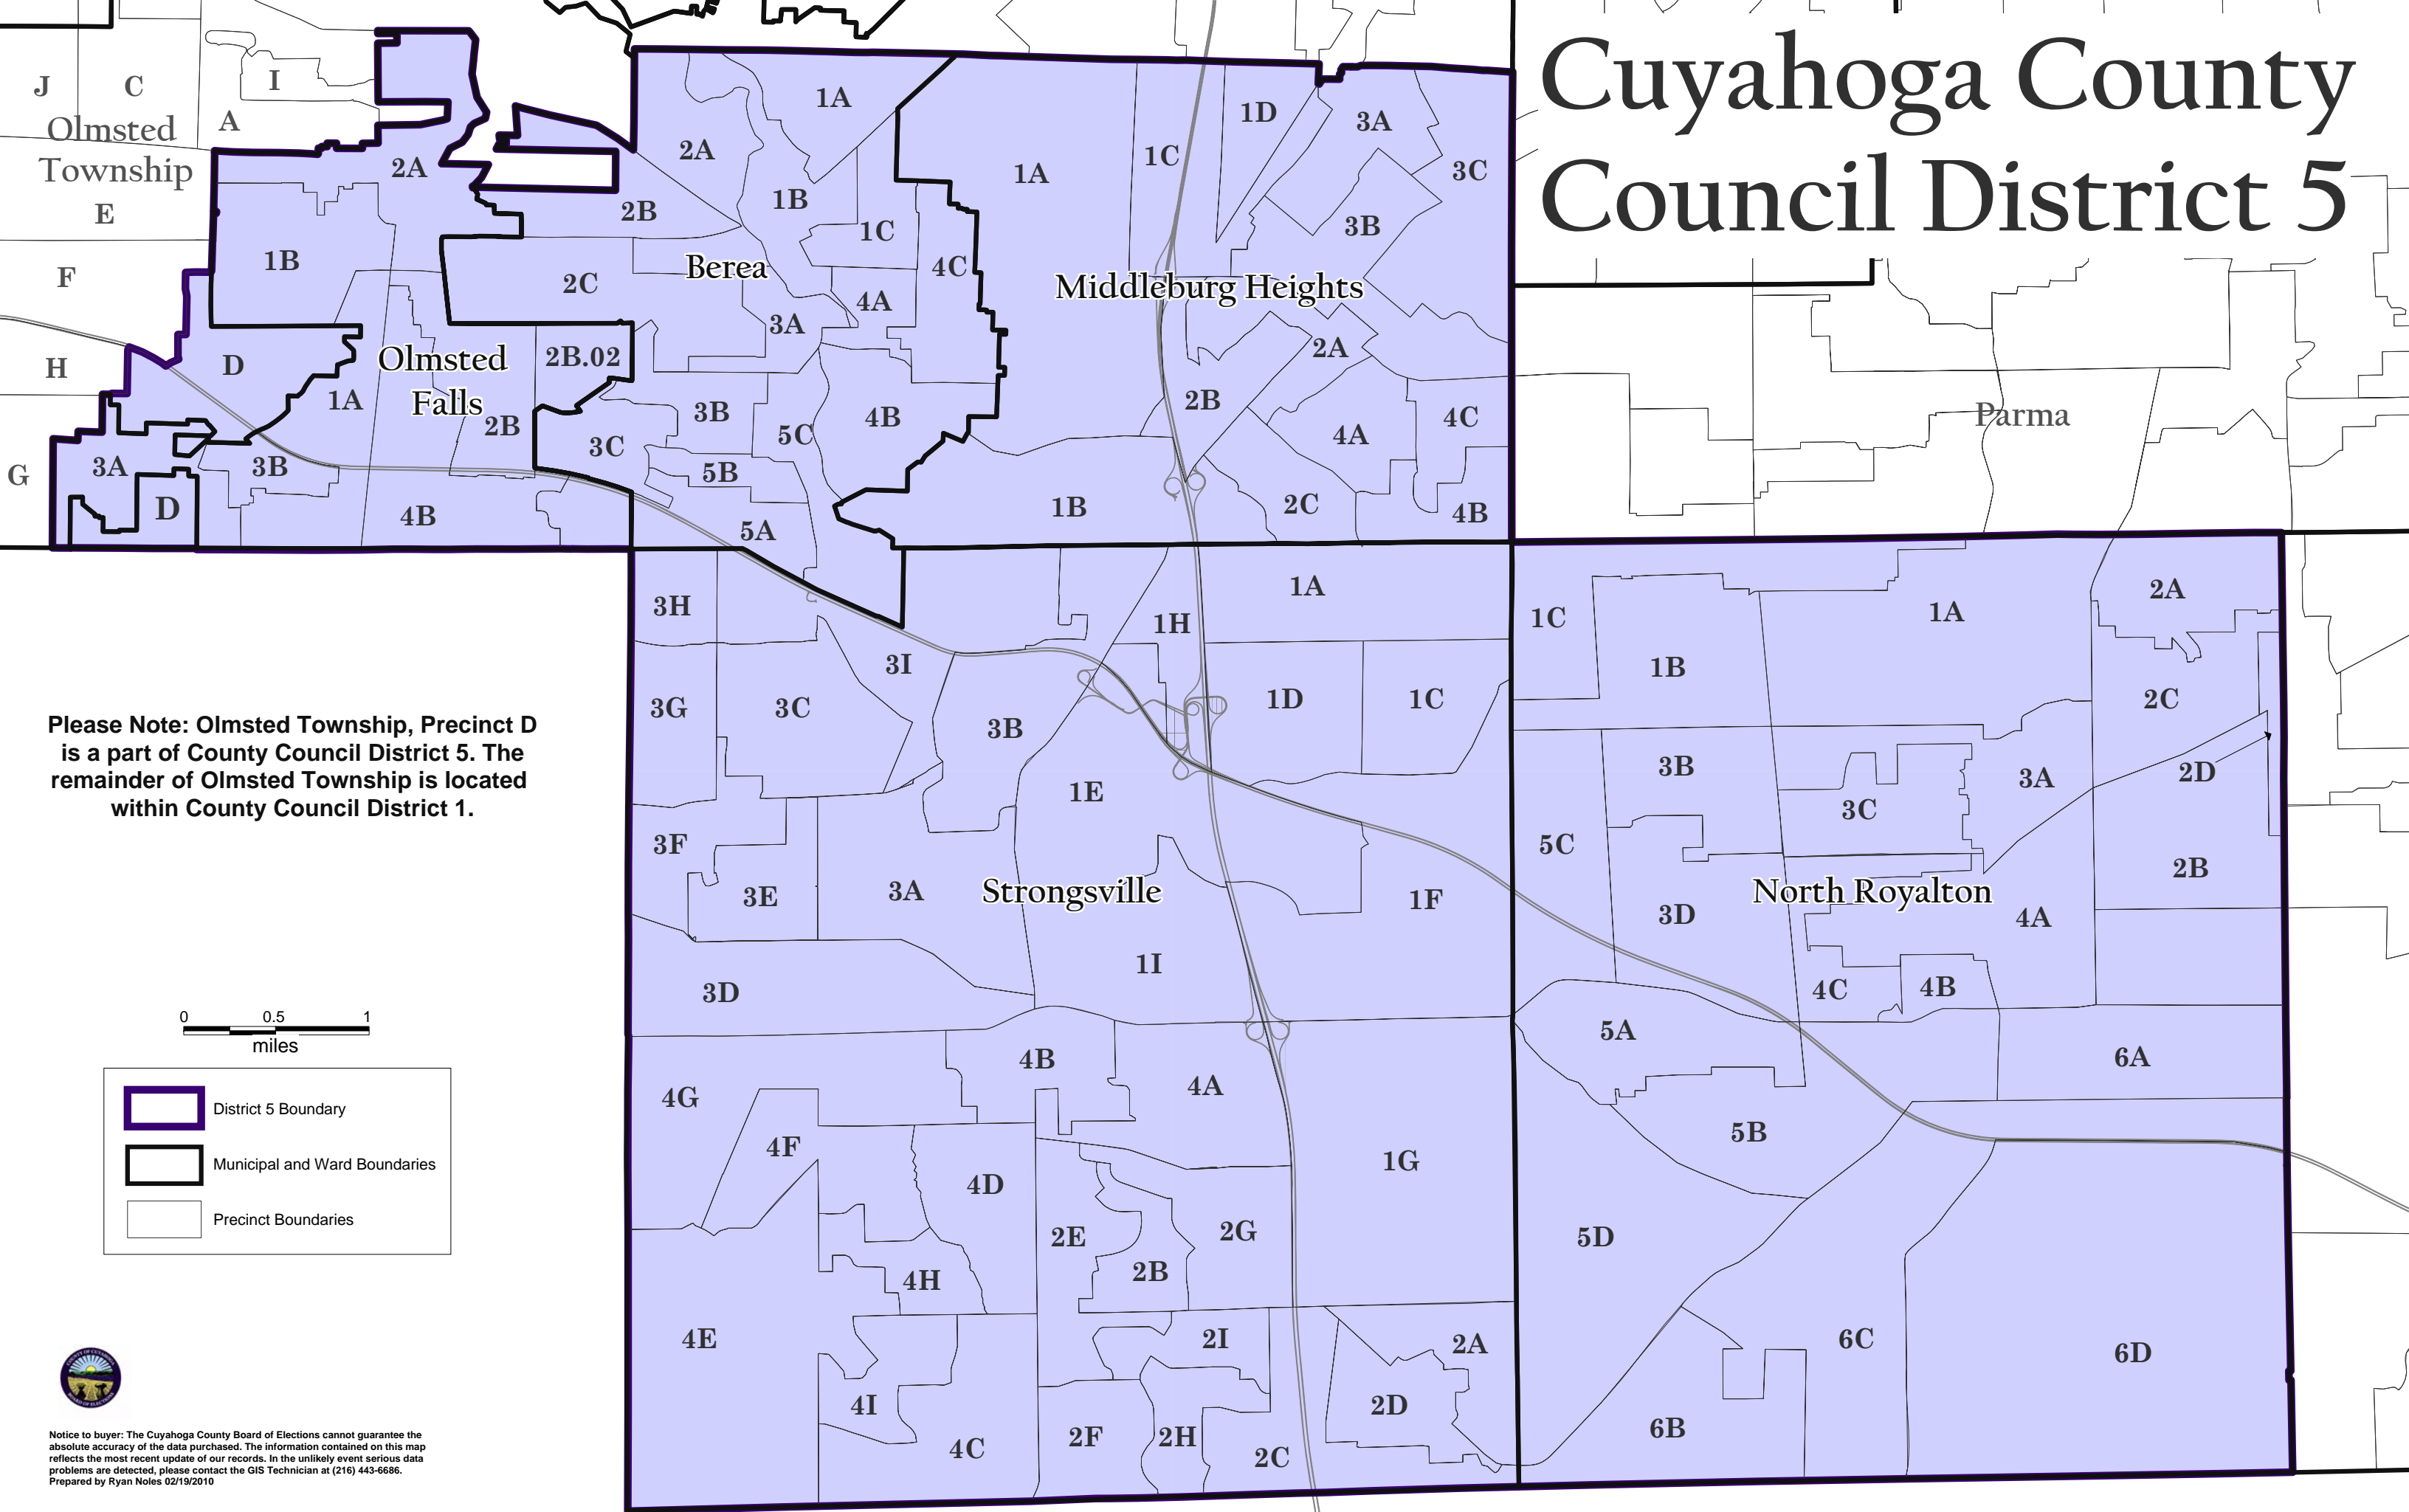 Cuyahoga County
Council District 5
J
C
I
A
Olmsted
Township
E
F
H
G
D
D
2A
1B
1A
Olmsted
Falls
2B
2B.02
3A
3B
4B
2A
1A
2B
1B
1C
4C
Berea
2C
4A
3A
3B
5C
4B
3C
5B
5A
1A
1C
1D
3A
3C
3B
Middleburg Heights
2A
2B
4A
4C
1B
2C
4B
Parma
3H
1H
1A
3I
3G
3C
3B
1D
1C
1E
3F
3E
3A
Strongsville
1F
1I
3D
4B
4G
4A
4F
4D
1G
2E
2G
2B
4H
4E
2I
2A
4I
2D
4C
2F
2H
2C
1C
1A
2A
1B
2C
3B
3A
2D
3C
5C
2B
North Royalton
3D
4A
4C
4B
5A
6A
5B
5D
6C
6D
6B
Please Note: Olmsted Township, Precinct D
is a part of County Council District 5. The
remainder of Olmsted Township is located
within County Council District 1.
0 0.5 1
miles
District 5 Boundary
Municipal and Ward Boundaries
Precinct Boundaries
Notice to buyer: The Cuyahoga County Board of Elections cannot guarantee the
absolute accuracy of the data purchased. The information contained on this map
reflects the most recent update of our records. In the unlikely event serious data
problems are detected, please contact the GIS Technician at (216) 443-6686.
Prepared by Ryan Noles 02/19/2010